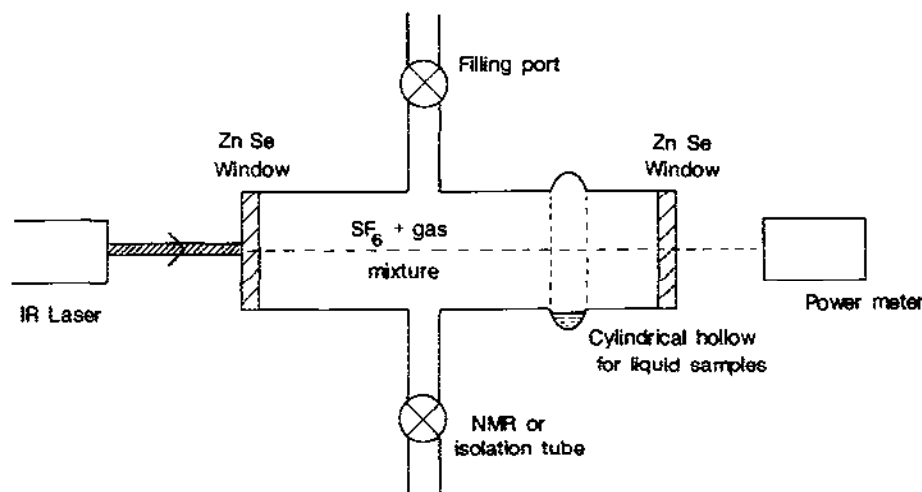 Filling port
Zn Se
Window
Zn Se
Window
SF6 + gas
mixture
IR Laser
Power meter
Cylindrical hollow
for liquid samples
NMR or
isolation tube